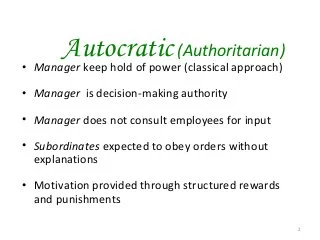 Autocratic (Authoritarian)
• Manager keep hold of power (classical approach)
• Manager is decision-making authority
• Manager does not consult employees for input
• Subordinates expected to obey orders without
explanations
• Motivation provided through structured rewards
and punishments